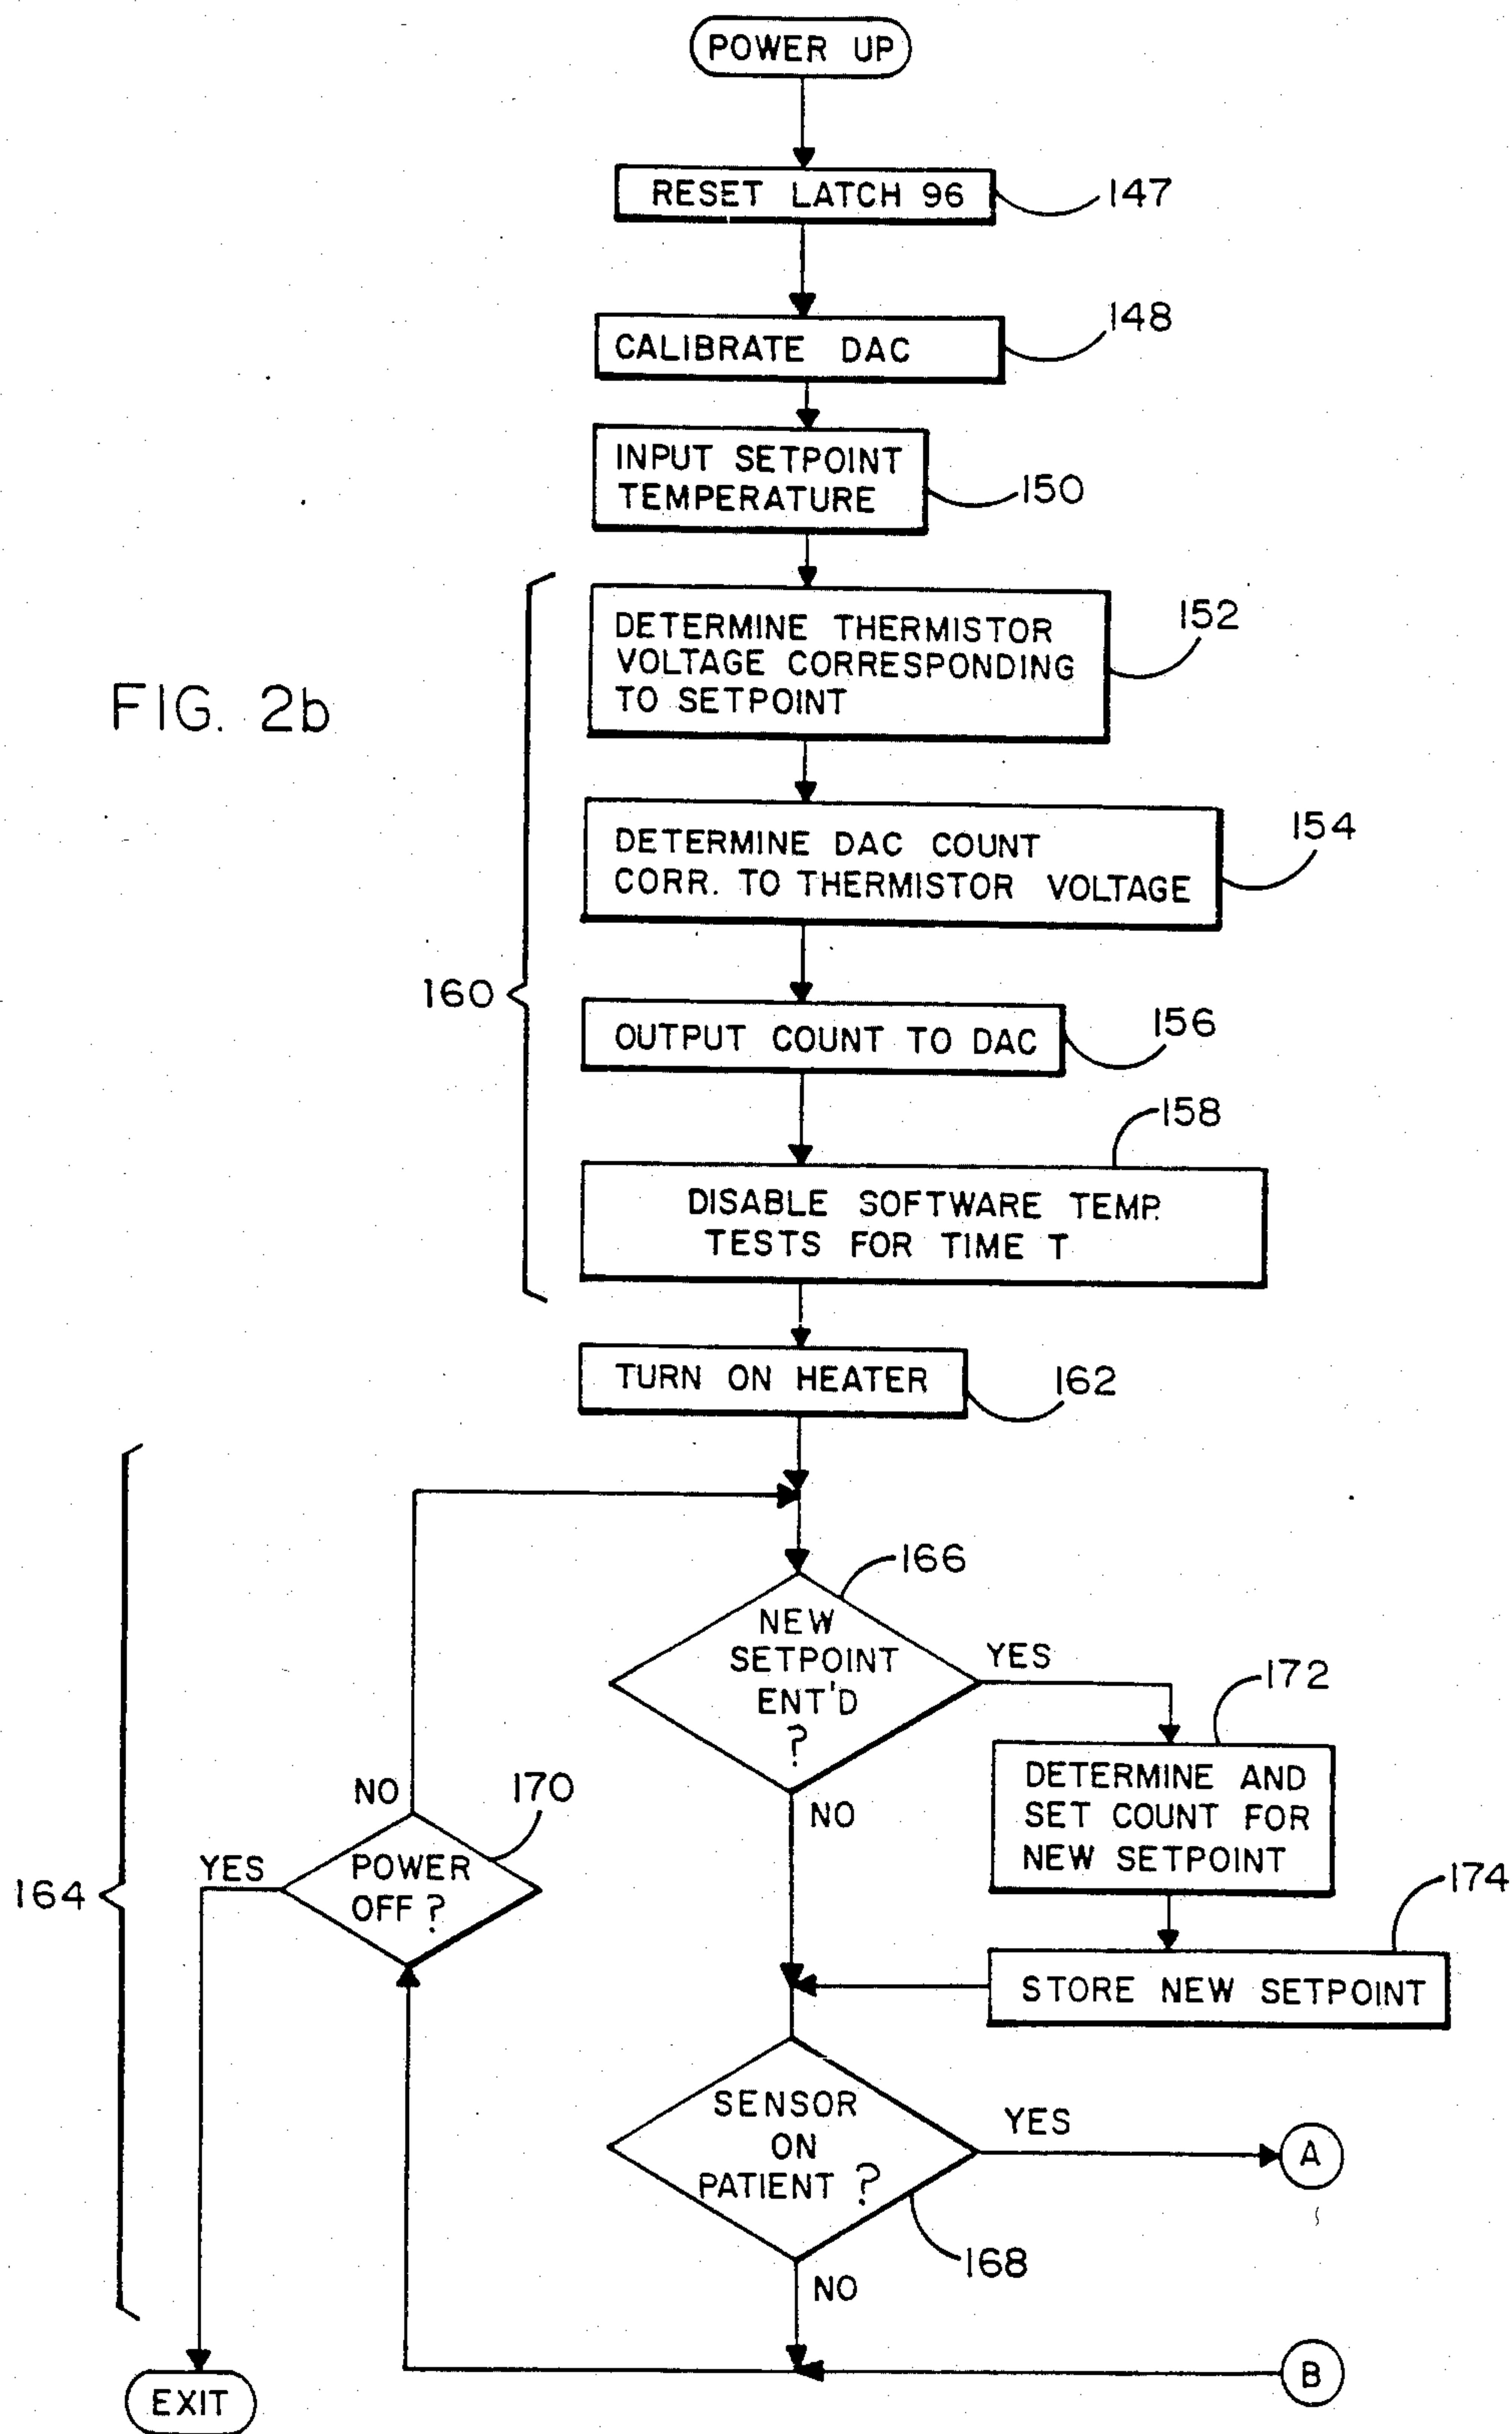 POWER UP
RESET LATCH 96
147
CALIBRATE DAC
148
INPUT SETPOINT
TEMPERATURE
150
DETERMINE THERMISTOR
VOLTAGE CORRESPONDING
TO SETPOINT
152
FIG. 2b
DETERMINE DAC COUNT
CORR. TO THERMISTOR VOLTAGE
154
160
OUTPUT COUNT TO DAC
156
158
DISABLE SOFTWARE TEMP.
TESTS FOR TIME T
TURN ON HEATER
162
166
NEW
SETPOINT
ENT'D
?
YES
172
DETERMINE AND
SET COUNT FOR
NEW SETPOINT
NO
NO
170
POWER
OFF?
YES
164
174
STORE NEW SETPOINT
SENSOR
ON
PATIENT ?
YES
A
168
NO
B
EXIT